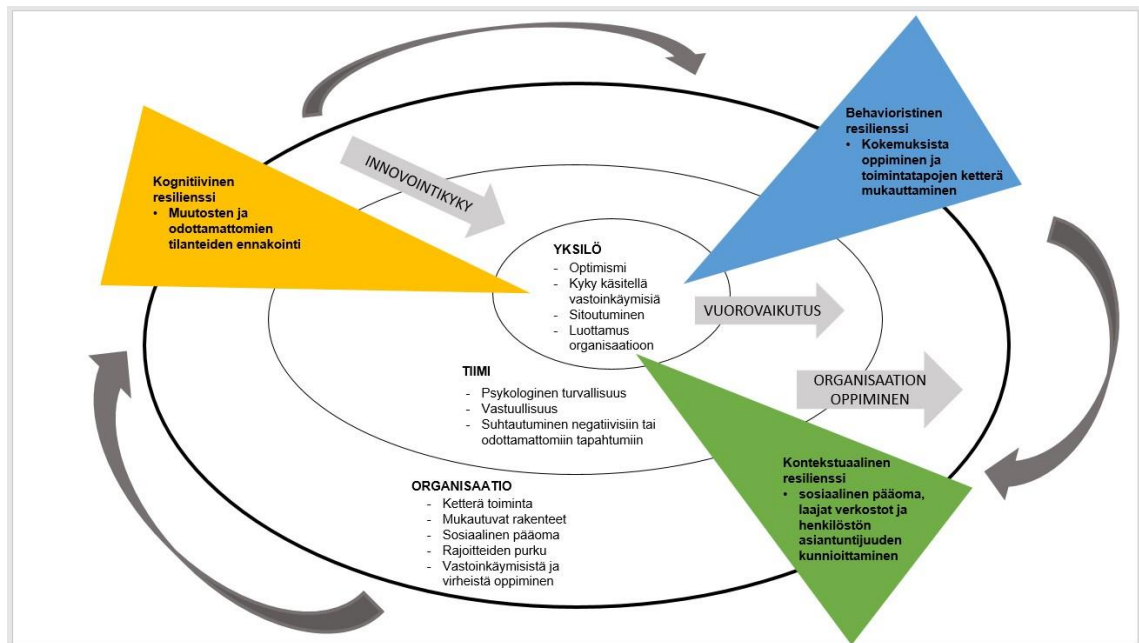 INNOVOINTIKYKY
Kognitiivinen
resilienssi
• Muutosten ja
odottamattomien
tilanteiden ennakointi
Behavioristinen
resilienssi
• Kokemuksista
oppiminen ja
toimintatapojen ketterä
mukauttaminen
YKSILÖ
- Optimismi
- Kyky käsitellä
vastoinkäymisiä
- Sitoutuminen
- Luottamus
organisaatioon
VUOROVAIKUTUS
TIIMI
- Psykologinen turvallisuus
- Vastuullisuus
- Suhtautuminen negatiivisiin tai
odottamattomiin tapahtumiin
ORGANISAATION
OPPIMINEN
ORGANISAATIO
- Ketterä toiminta
- Mukautuvat rakenteet
- Sosiaalinen pääoma
- Rajoitteiden purku
- Vastoinkäymisistä ja
virheistä oppiminen
Kontekstuaalinen
resilienssi
• sosiaalinen pääoma,
laajat verkostot ja
henkilöstön
asiantuntijuuden
kunnioittaminen